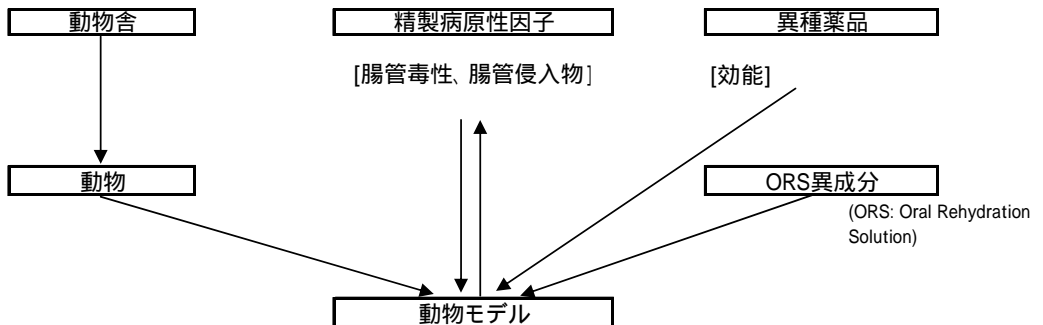 動物舎
精製病原性因子
異種薬品
[腸管毒性、腸管侵入物]
[効能]
動物
ORS異成分
(ORS: Oral Rehydration
Solution)
動物モデル